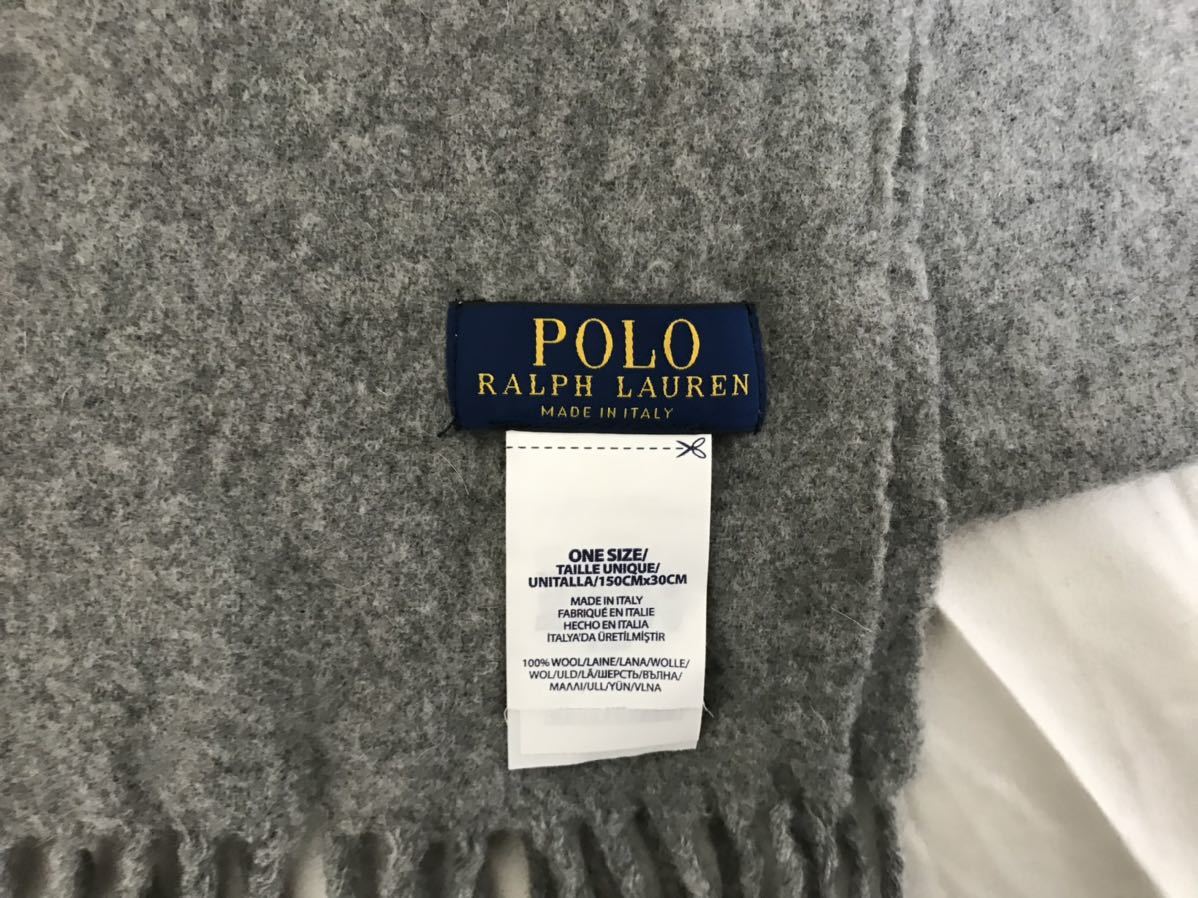 POLO
RALPH LAUREN
MADE IN ITALY
ONE SIZE/
TAILLE UNIQUE/
UNITALLA/150CMx30CM
MADE IN ITALY
FABRIQUÉ EN ITALIE
HECHO EN ITALIA
İTALYA'DA ÜRETİLMİŞTİR
100% WOOL/LAINE/LANA/WOLLE/
WOL/ULD/LÃ/ШЕРСТЬ/ВЪЛНА/
ΜΑΛΛΙ/ULL/YÜN/VLNA